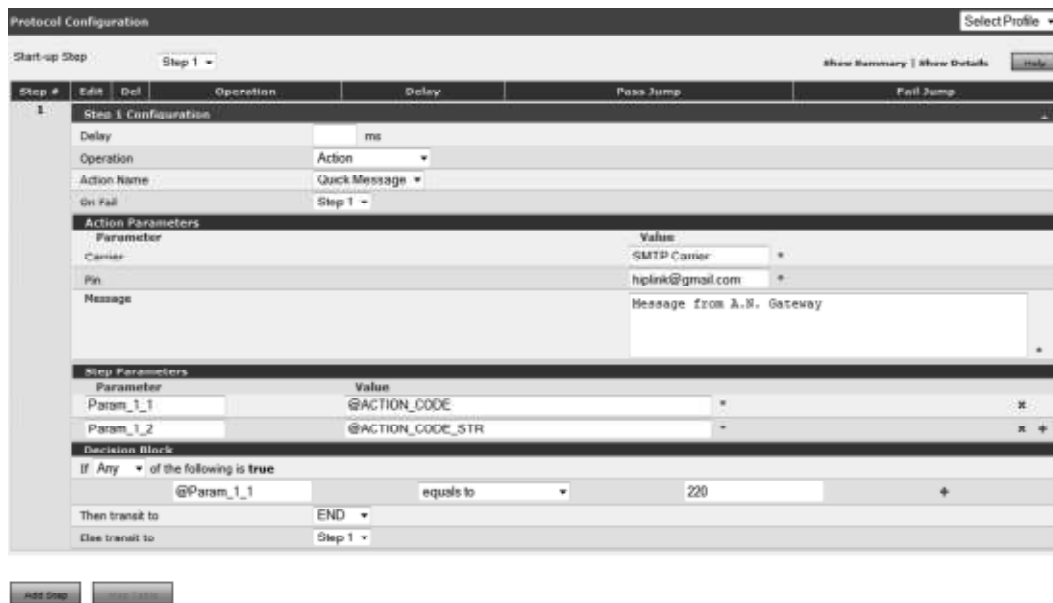 Protocol Configuration Select Profile
Start-up Step Step 1 Show Summary | Show Details Help
Step # Edit Del Operation Delay Pass Jump Fail Jump
1 Step 1 Configuration
Delay ms
Operation Action
Action Name Quick Message
On Fail Step 1
Action Parameters
Parameter Value
Carrier SMTP Carrier *
Pin hiplink@gmail.com *
Message Message from A.N. Gateway *
Step Parameters
Parameter Value
Param_1_1 @ACTION_CODE *
Param_1_2 @ACTION_CODE_STR *
Decision Block
If Any of the following is true
@Param_1_1 equals to 220
Then transit to END
Else transit to Step 1
Add Step Map Table